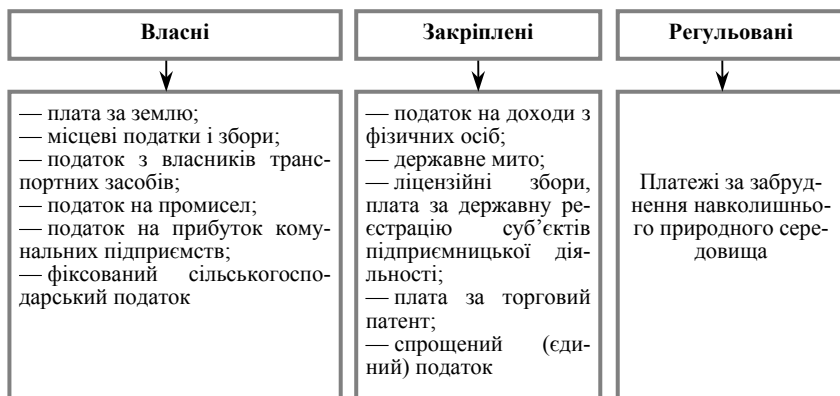 Власні
— плата за землю;
— місцеві податки і збори;
— податок з власників транс-
портних засобів;
— податок на промисел;
— податок на прибуток кому-
нальних підприємств;
— фіксований сільськогоспо-
дарський податок
Закріплені
— податок на доходи з
фізичних осіб;
— державне мито;
— ліцензійні збори,
плата за державну ре-
єстрацію суб’єктів
підприємницької дія-
льності;
— плата за торговий
патент;
— спрощений (єди-
ний) податок
Регульовані
Платежі за забруд-
нення навколишньо-
го природного сере-
довища